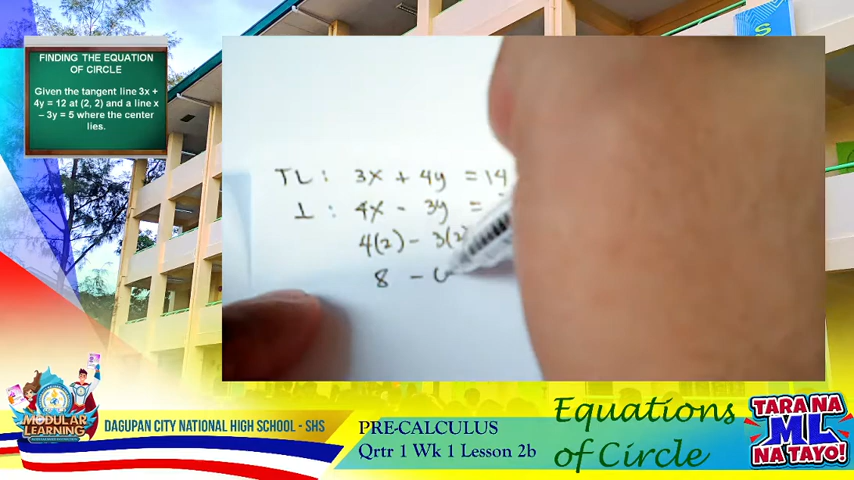 FINDING THE EQUATION
OF CIRCLE
Given the tangent line 3x +
4y = 12 at (2, 2) and a line x
– 3y = 5 where the center
lies.
S
TL : 3x + 4y = 14
⊥ : 4x - 3y =
4(2) - 3(2)
8 -
MODULAR
LEARNING
DAGUPAN CITY NATIONAL HIGH SCHOOL - SHS
PRE-CALCULUS
Qrtr 1 Wk 1 Lesson 2b
Equations
of Circle
TARA NA
ML
NA TAYO!